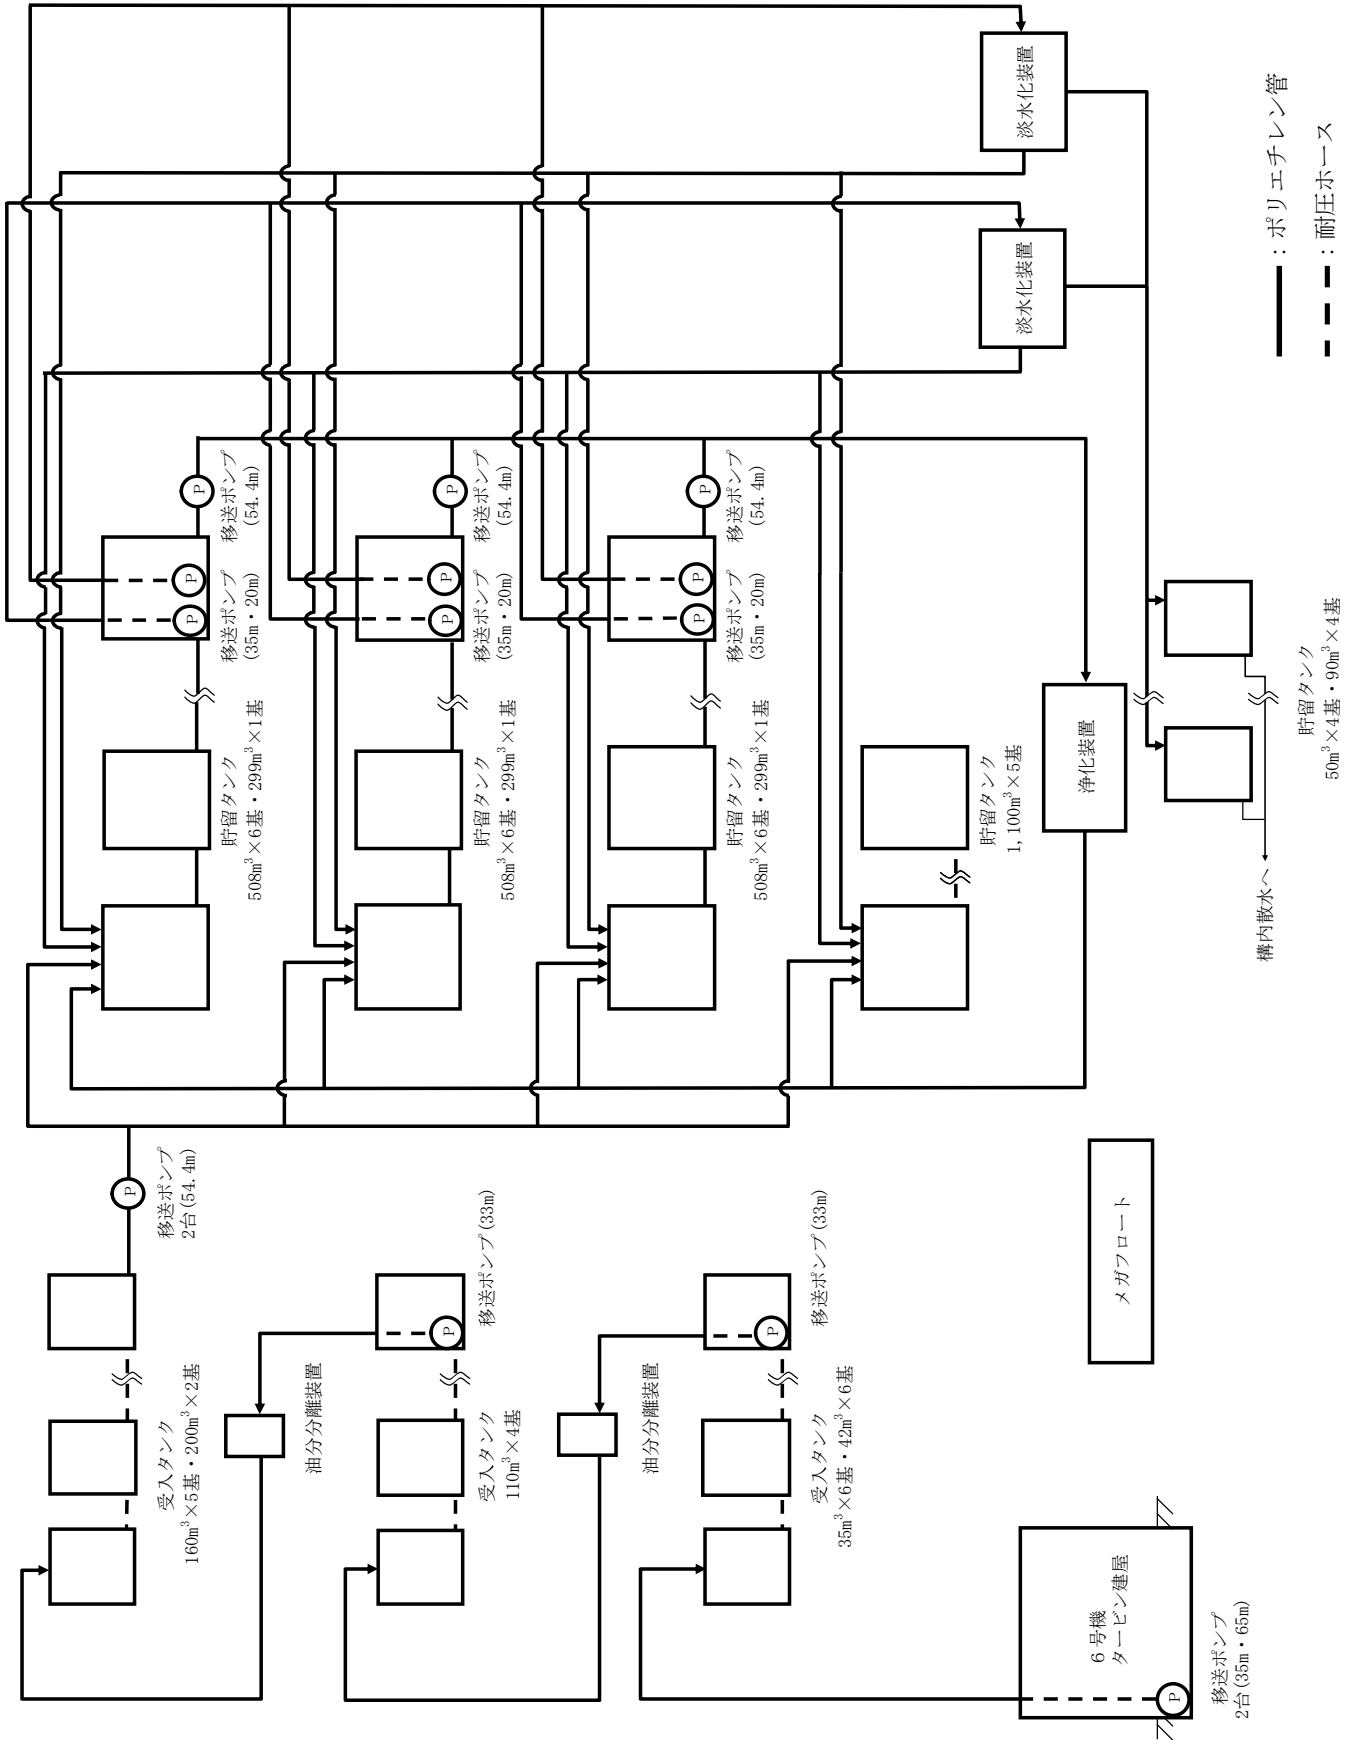 ６号機
タービン建屋
P
移送ポンプ
2台(35m・65m)
受入タンク
35m³×6基・42m³×6基
P
移送ポンプ(33m)
油分分離装置
受入タンク
110m³×4基
P
移送ポンプ(33m)
油分分離装置
受入タンク
160m³×5基・200m³×2基
P
移送ポンプ
2台(54.4m)
メガフロート
貯留タンク
508m³×6基・299m³×1基
P
P
移送ポンプ
(35m・20m)
P
移送ポンプ
(54.4m)
貯留タンク
508m³×6基・299m³×1基
P
P
移送ポンプ
(35m・20m)
P
移送ポンプ
(54.4m)
貯留タンク
508m³×6基・299m³×1基
P
P
移送ポンプ
(35m・20m)
P
移送ポンプ
(54.4m)
貯留タンク
1,100m³×5基
浄化装置
淡水化装置
淡水化装置
貯留タンク
50m³×4基・90m³×4基
構内散水へ
：ポリエチレン管
：耐圧ホース